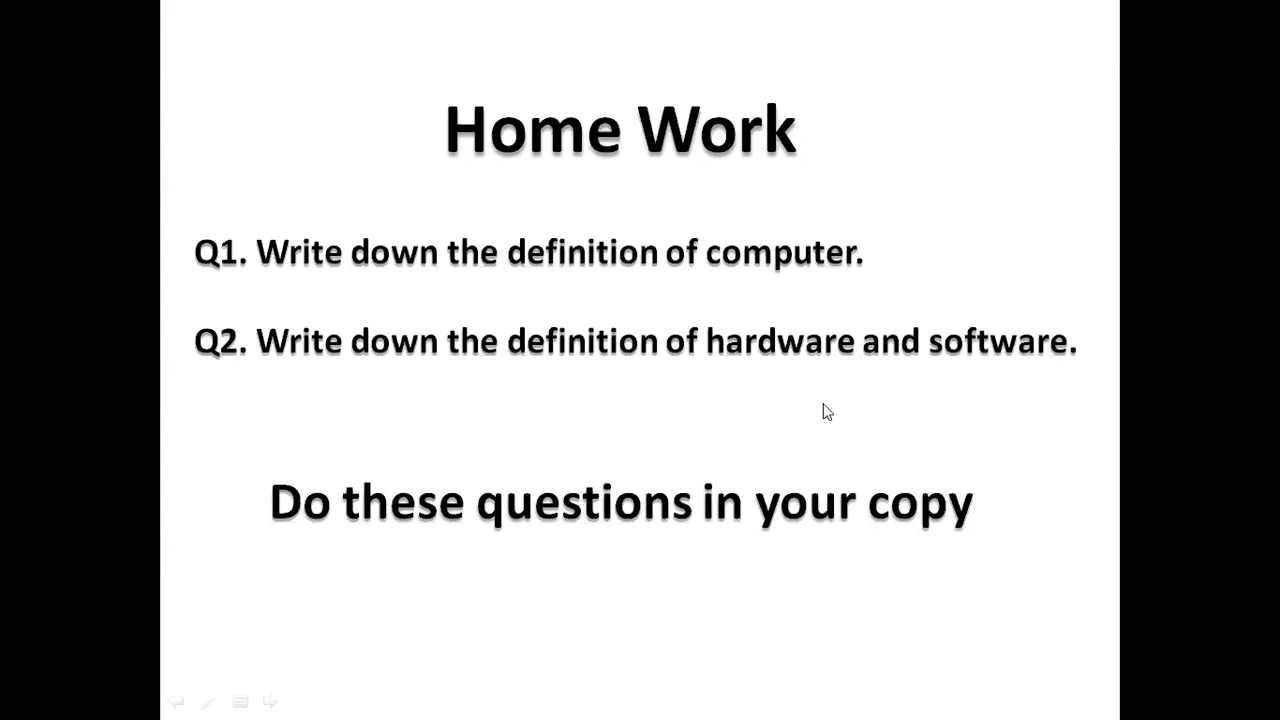 Home Work
Q1. Write down the definition of computer.
Q2. Write down the definition of hardware and software.
Do these questions in your copy